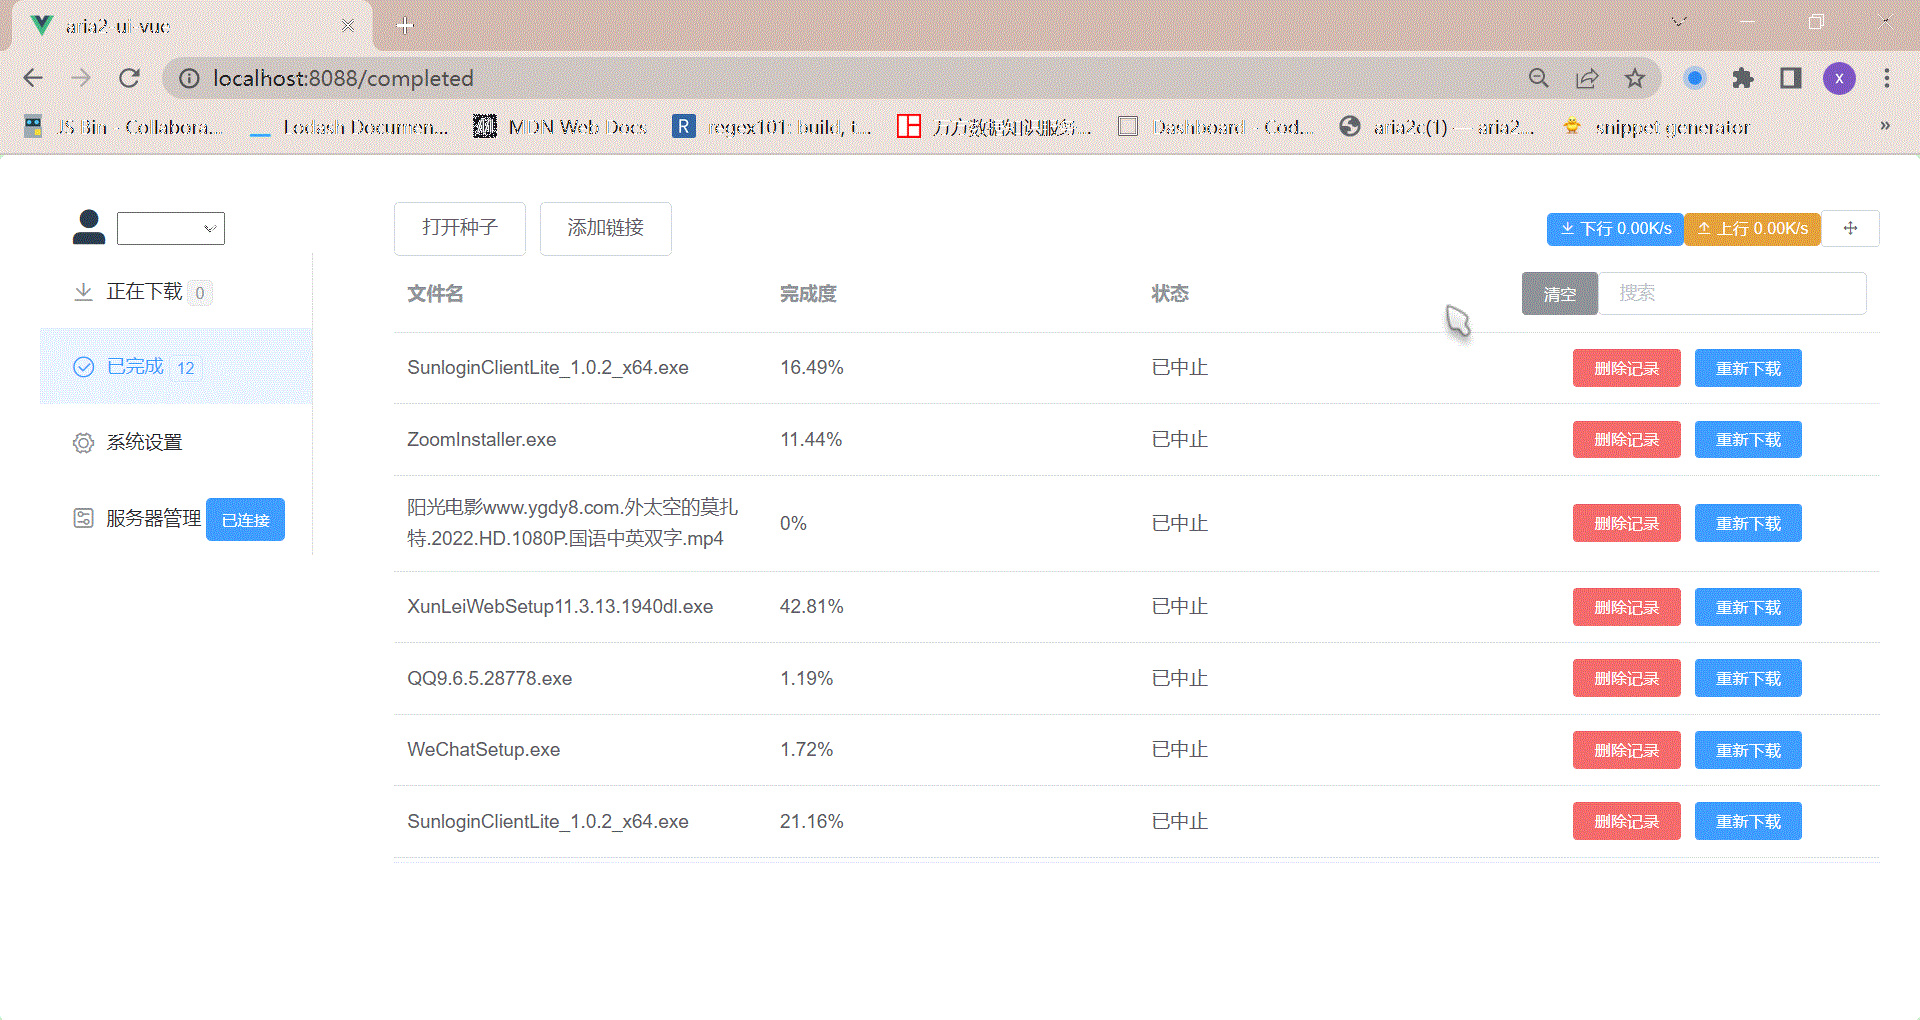 aria2-ui-vue
localhost:8088/completed
JS Bin - Collabora...
Lodash Documen...
MDN Web Docs
R regex101: build, t...
Dashboard - Cod...
aria2c(1) — aria2...
snippet-generator
»
X
打开种子
添加链接
下行 0.00K/s
上行 0.00K/s
正在下载 0
已完成 12
系统设置
服务器管理 已连接
文件名 完成度 状态 清空 搜索
SunloginClientLite_1.0.2_x64.exe 16.49% 已中止 删除记录 重新下载
ZoomInstaller.exe 11.44% 已中止 删除记录 重新下载
阳光电影www.ygdy8.com.外太空的莫扎
特.2022.HD.1080P.国语中英双字.mp4
0% 已中止 删除记录 重新下载
XunLeiWebSetup11.3.13.1940dl.exe 42.81% 已中止 删除记录 重新下载
QQ9.6.5.28778.exe 1.19% 已中止 删除记录 重新下载
WeChatSetup.exe 1.72% 已中止 删除记录 重新下载
SunloginClientLite_1.0.2_x64.exe 21.16% 已中止 删除记录 重新下载